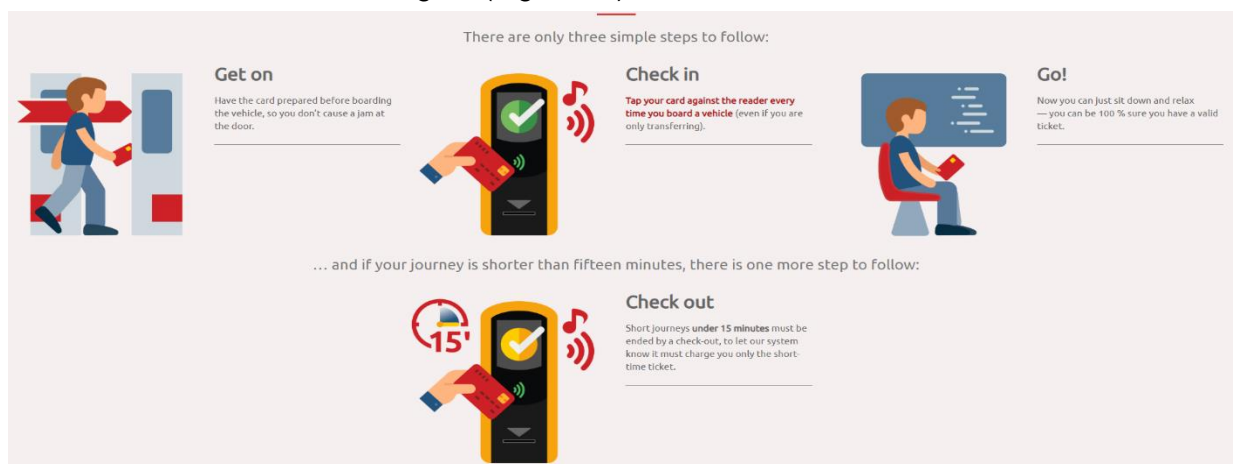 There are only three simple steps to follow:
Get on
Have the card prepared before boarding
the vehicle, so you don't cause a jam at
the door.
Check in
Tap your card against the reader every
time you board a vehicle (even if you are
only transferring).
Go!
Now you can just sit down and relax
— you can be 100 % sure you have a valid
ticket.
... and if your journey is shorter than fifteen minutes, there is one more step to follow:
15'
Check out
Short journeys under 15 minutes must be
ended by a check-out, to let our system
know it must charge you only the short-
time ticket.